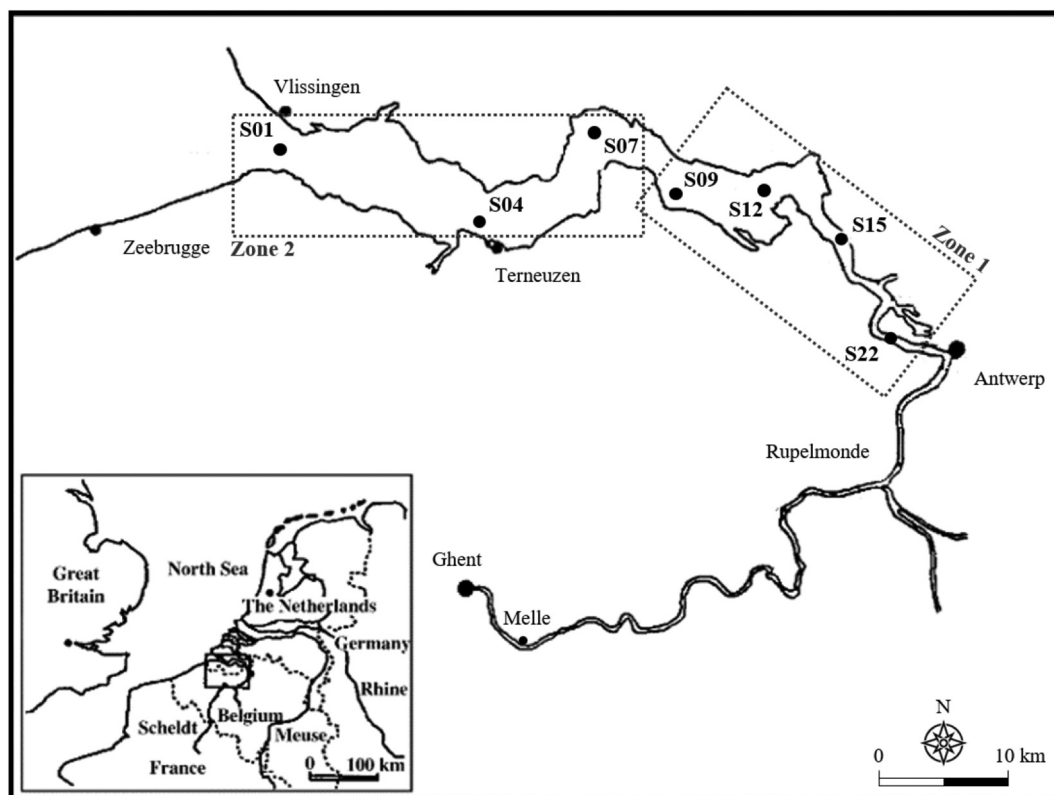 Vlissingen
S01
S07
S09
S12
S15
S04
Zone 1
Zone 2
Zeebrugge
Terneuzen
S22
Antwerp
Rupelmonde
Ghent
Melle
Great
Britain
North Sea
The Netherlands
Germany
Rhine
Belgium
Scheldt
Meuse
France
0 100 km
N
0 10 km